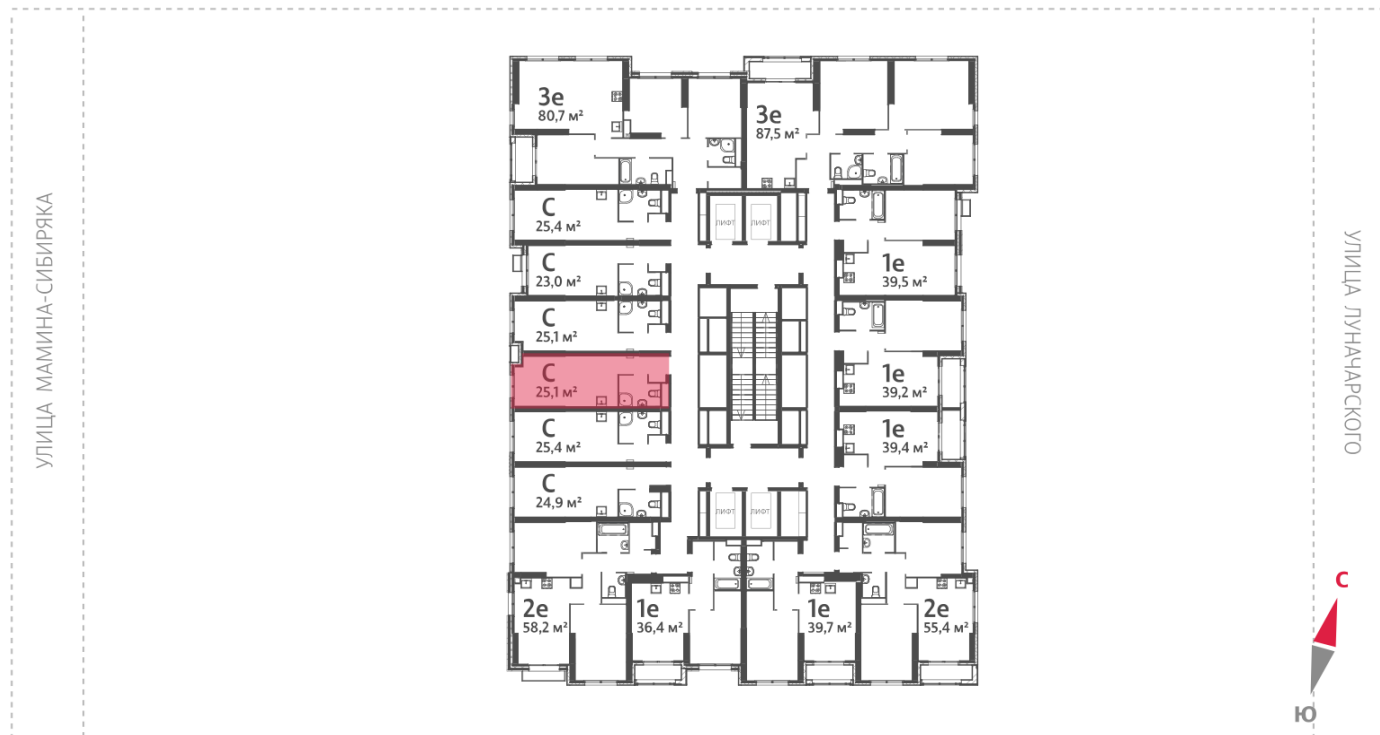 УЛИЦА МАМИНА-СИБИРЯКА
3е
80,7 м²
3е
87,5 м²
С
25,4 м²
ЛИФТ
ЛИФТ
С
23,0 м²
1е
39,5 м²
С
25,1 м²
С
25,1 м²
1е
39,2 м²
С
25,4 м²
1е
39,4 м²
С
24,9 м²
ЛИФТ
ЛИФТ
2е
58,2 м²
1е
36,4 м²
1е
39,7 м²
2е
55,4 м²
УЛИЦА ЛУНАЧАРСКОГО
С
Ю